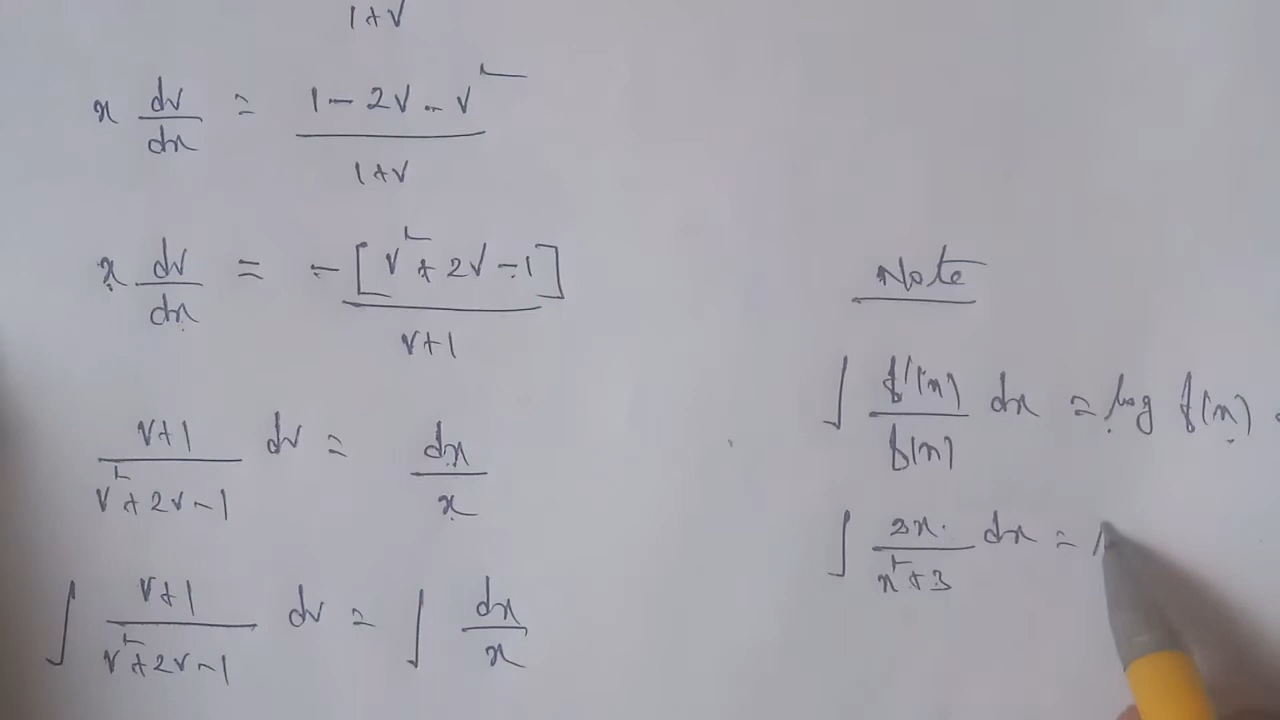 1+v
x dv/dx = (1 - 2v - v²)/(1+v)
x dv/dx = -[v² + 2v - 1]/(v+1)
(v+1)/(v² + 2v - 1) dv = dx/x
∫ (v+1)/(v² + 2v - 1) dv = ∫ dx/x
Note
∫ f'(x)/f(x) dx = log f(x)
∫ 2x/(x² + 3) dx =